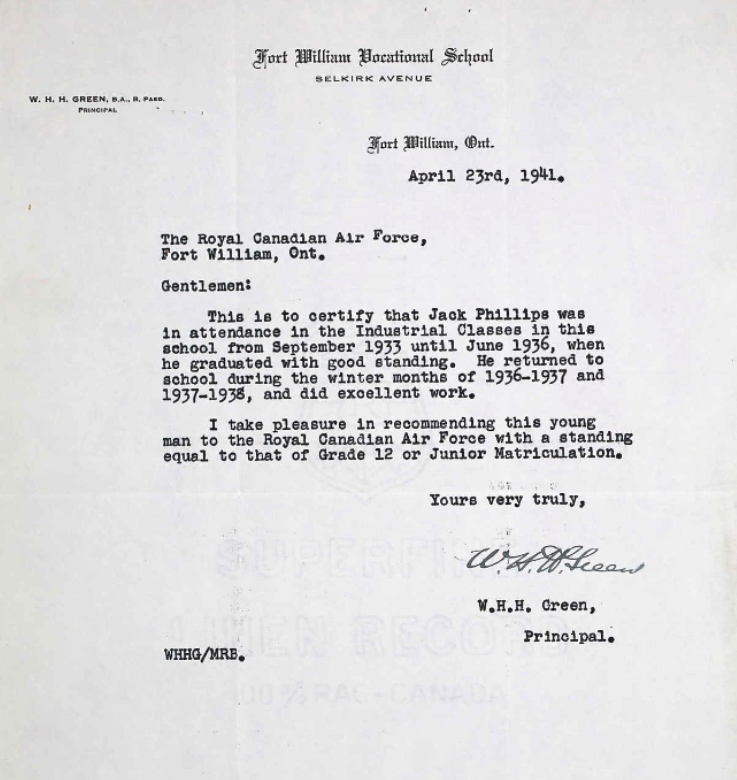 Fort William Vocational School
SELKIRK AVENUE
W. H. H. GREEN, B.A., B. PAED.
PRINCIPAL
Fort William, Ont.
April 23rd, 1941.
The Royal Canadian Air Force,
Fort William, Ont.
Gentlemen:
This is to certify that Jack Phillips was
in attendance in the Industrial Classes in this
school from September 1933 until June 1936, when
he graduated with good standing. He returned to
school during the winter months of 1936-1937 and
1937-1938, and did excellent work.
I take pleasure in recommending this young
man to the Royal Canadian Air Force with a standing
equal to that of Grade 12 or Junior Matriculation.
Yours very truly,
W.H.H. Green
W.H.H. Green,
Principal.
WHHG/MRB.
SUPERFINE
LINEN RECORD
100% RAG-CANADA